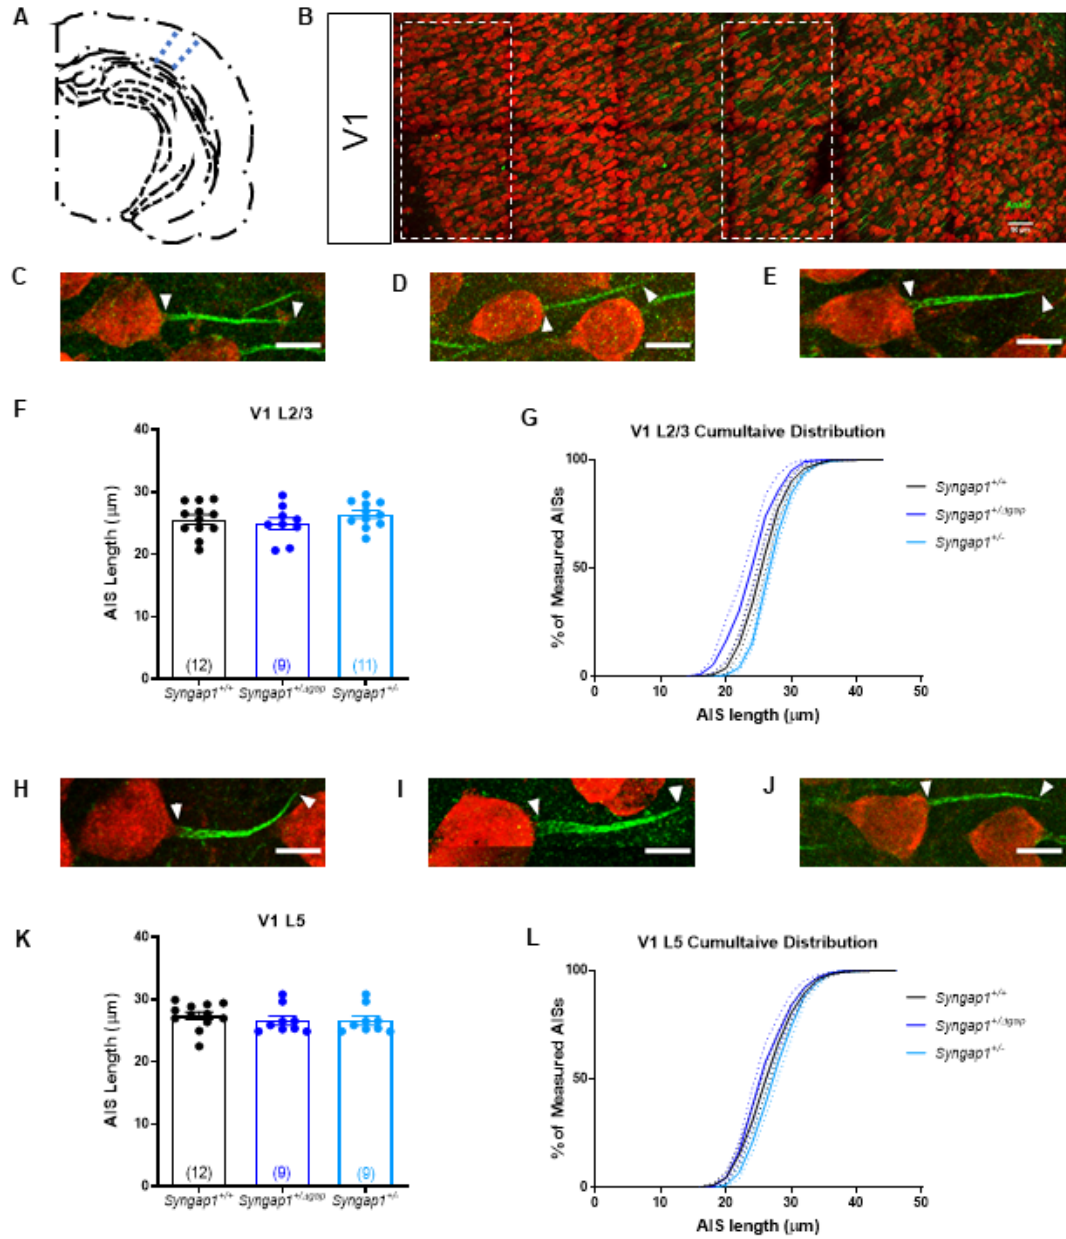 A
B
V1
AnkG
C
D
E
F
V1 L2/3
AIS Length (μm)
40
30
20
10
0
(12)
(9)
(11)
Syngap1+/+
Syngap1+/Δgap
Syngap1+/-
G
V1 L2/3 Cumultaive Distribution
% of Measured AISs
100
50
0
0
10
20
30
40
50
AIS length (μm)
Syngap1+/+
Syngap1+/Δgap
Syngap1+/-
H
I
J
K
V1 L5
AIS Length (μm)
40
30
20
10
0
(12)
(9)
(9)
Syngap1+/+
Syngap1+/Δgap
Syngap1+/-
L
V1 L5 Cumultaive Distribution
% of Measured AISs
100
50
0
0
10
20
30
40
50
AIS length (μm)
Syngap1+/+
Syngap1+/Δgap
Syngap1+/-